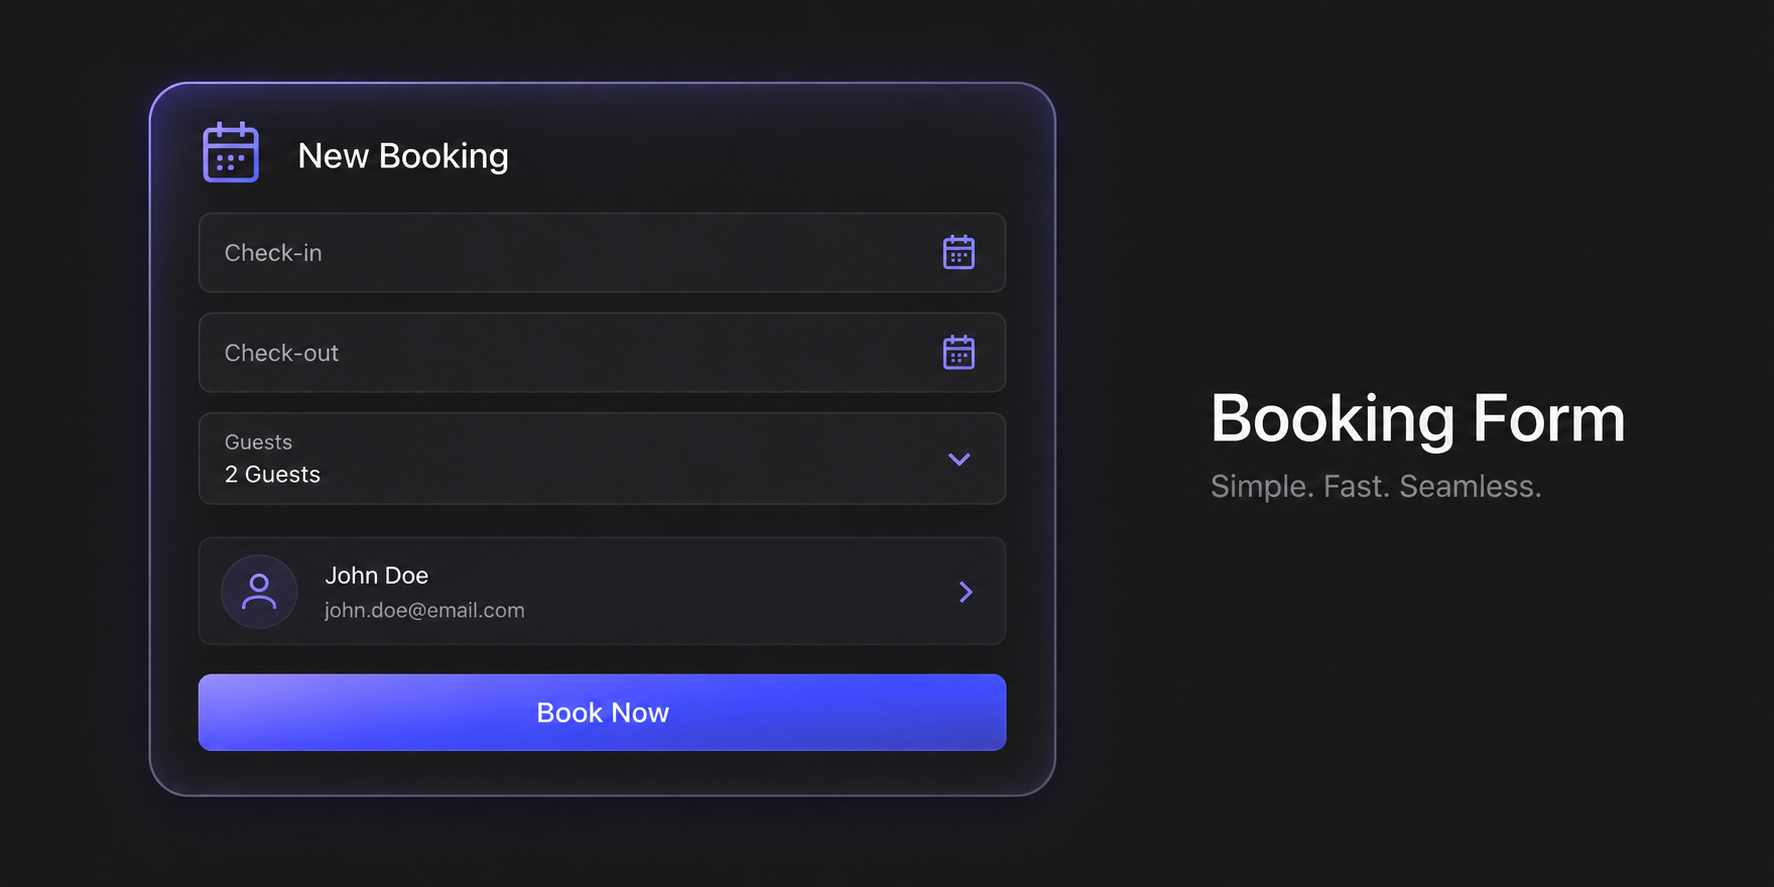 New Booking
Check-in
Check-out
Guests
2 Guests
John Doe
john.doe@email.com
Book Now
Booking Form
Simple. Fast. Seamless.